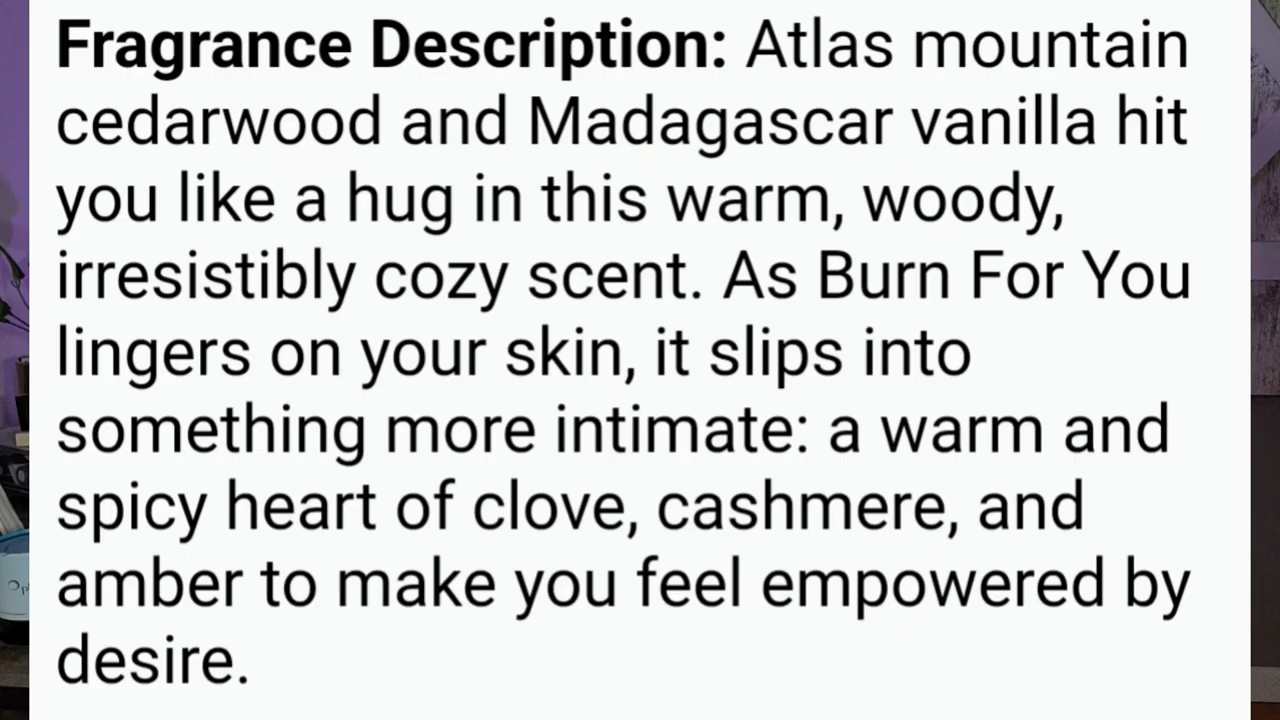 Fragrance Description: Atlas mountain
cedarwood and Madagascar vanilla hit
you like a hug in this warm, woody,
irresistibly cozy scent. As Burn For You
lingers on your skin, it slips into
something more intimate: a warm and
spicy heart of clove, cashmere, and
amber to make you feel empowered by
desire.